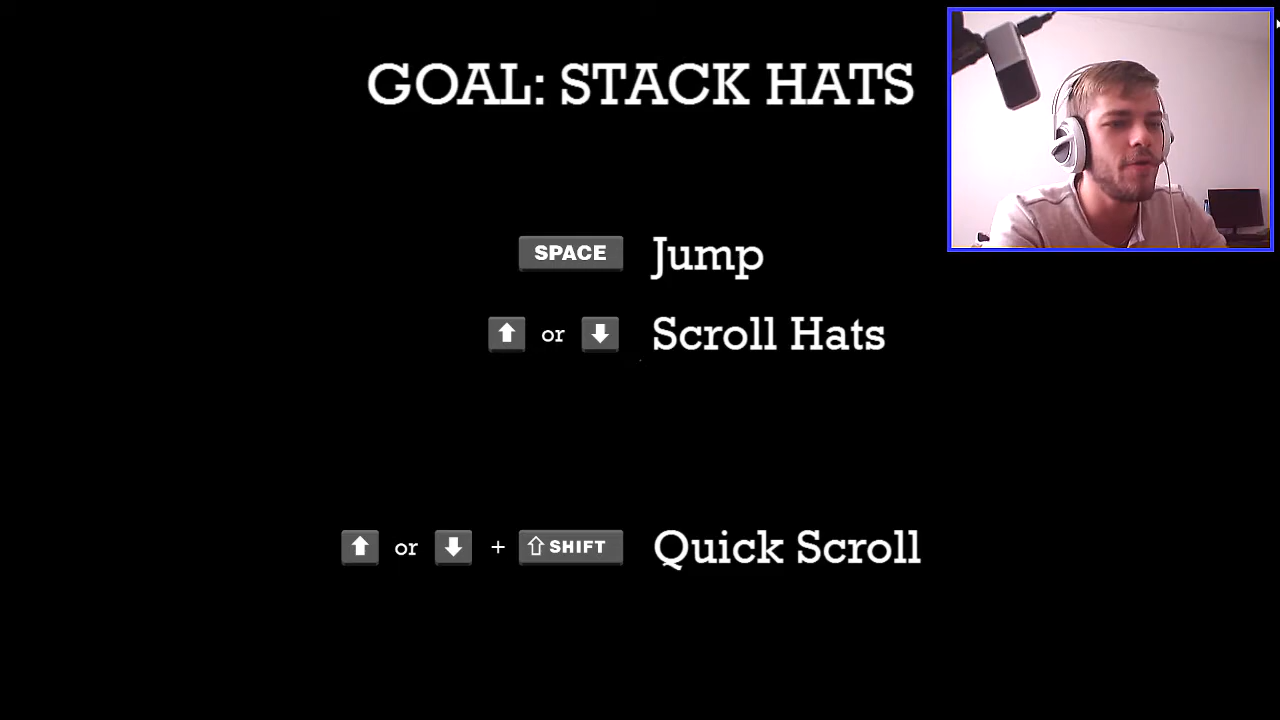 GOAL: STACK HATS
SPACE Jump
or Scroll Hats
or + SHIFT Quick Scroll